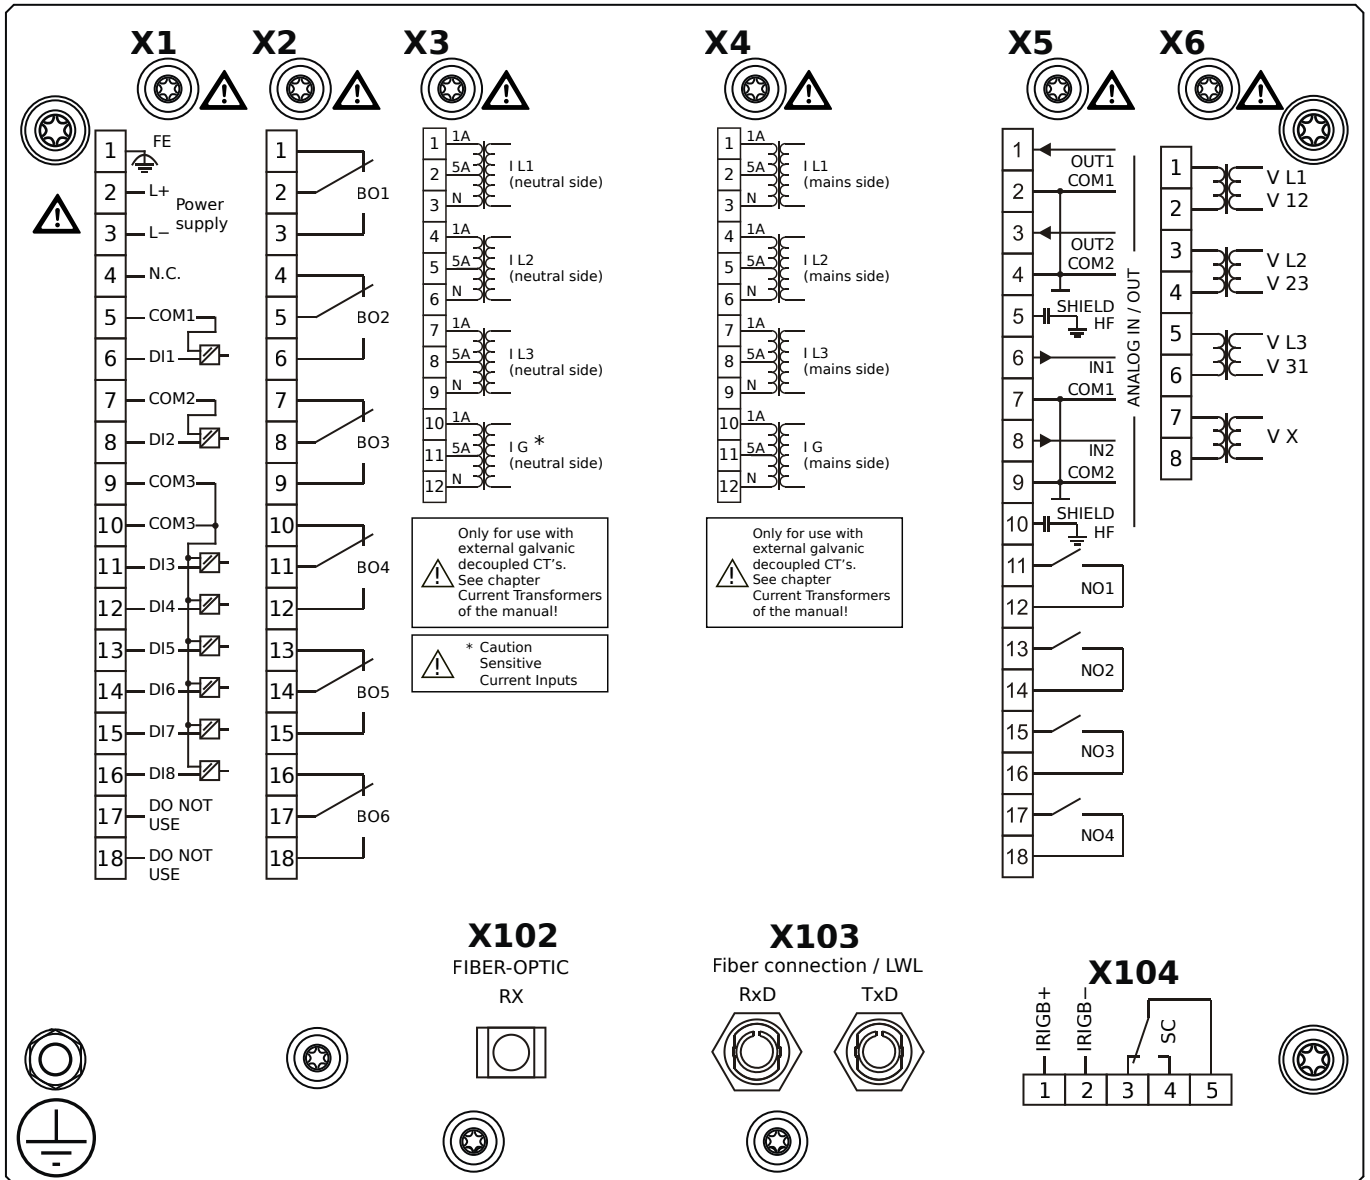 X1
1
FE
2
L+
Power
supply
3
L−
4
N.C.
5
COM1
6
DI1
7
COM2
8
DI2
9
COM3
10
COM3
11
DI3
12
DI4
13
DI5
14
DI6
15
DI7
16
DI8
17
DO NOT
USE
18
DO NOT
USE
X2
1
2
BO1
3
4
5
BO2
6
7
8
BO3
9
10
11
BO4
12
13
14
BO5
15
16
17
BO6
18
X3
1
1A
2
5A
3
N
I L1
(neutral side)
4
1A
5
5A
6
N
I L2
(neutral side)
7
1A
8
5A
9
N
I L3
(neutral side)
10
1A
11
5A
12
N
I G *
(neutral side)
Only for use with
external galvanic
decoupled CT’s.
See chapter
Current Transformers
of the manual!
* Caution
Sensitive
Current Inputs
X4
1
1A
2
5A
3
N
I L1
(mains side)
4
1A
5
5A
6
N
I L2
(mains side)
7
1A
8
5A
9
N
I L3
(mains side)
10
1A
11
5A
12
N
I G
(mains side)
Only for use with
external galvanic
decoupled CT’s.
See chapter
Current Transformers
of the manual!
X5
1
OUT1
2
COM1
3
OUT2
4
COM2
5
SHIELD
HF
6
IN1
7
COM1
8
IN2
9
COM2
10
SHIELD
HF
ANALOG IN / OUT
11
NO1
12
13
NO2
14
15
NO3
16
17
NO4
18
X6
1
V L1
2
V 12
3
V L2
4
V 23
5
V L3
6
V 31
7
V X
8
X102
FIBER-OPTIC
RX
X103
Fiber connection / LWL
RxD TxD
X104
IRIGB+
IRIGB−
SC
1 2 3 4 5